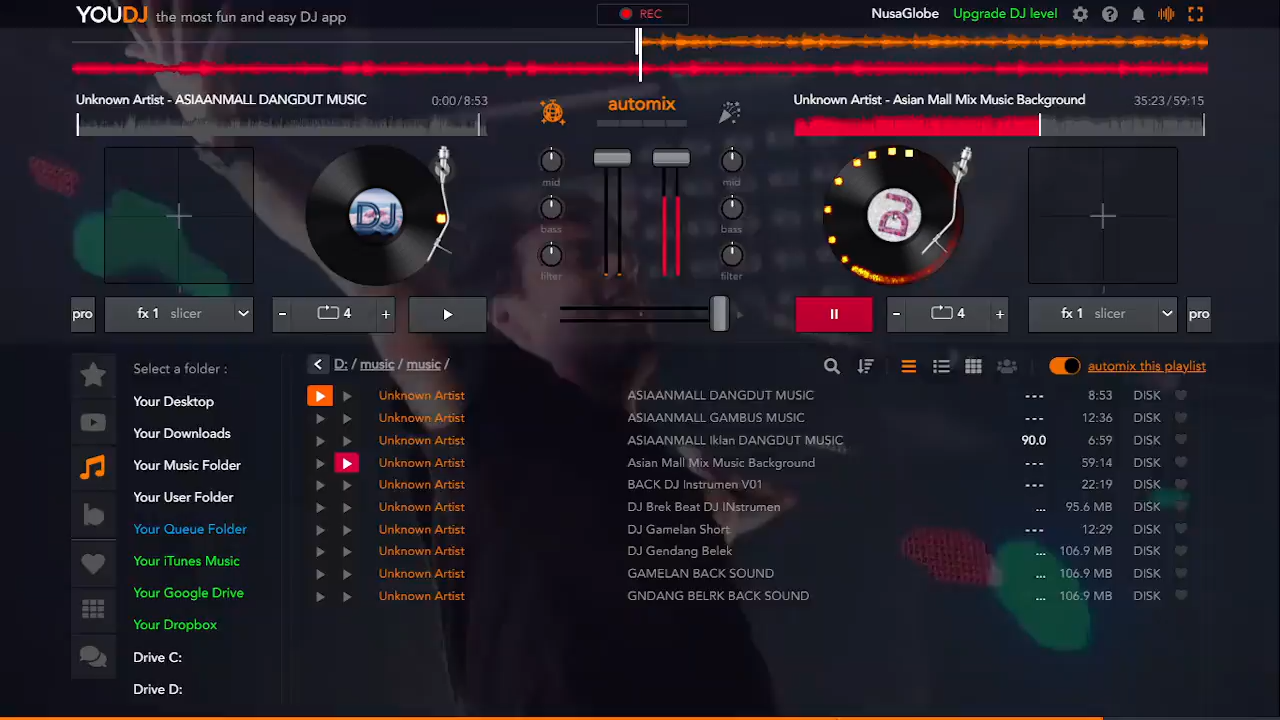 YOUDJ the most fun and easy DJ app
REC
NusaGlobe Upgrade DJ level
Unknown Artist - ASIAANMALL DANGDUT MUSIC 0:00/8:53
automix
Unknown Artist - Asian Mall Mix Music Background 35:23/59:15
mid mid
bass bass
filter filter
DJ DJ
pro fx 1 slicer - 4 + - 4 + fx 1 slicer pro
Select a folder :
Your Desktop
Your Downloads
Your Music Folder
Your User Folder
Your Queue Folder
Your iTunes Music
Your Google Drive
Your Dropbox
Drive C:
Drive D:
D: / music / music /
automix this playlist
Unknown Artist ASIAANMALL DANGDUT MUSIC --- 8:53 DISK
Unknown Artist ASIAANMALL GAMBUS MUSIC --- 12:36 DISK
Unknown Artist ASIAANMALL Iklan DANGDUT MUSIC 90.0 6:59 DISK
Unknown Artist Asian Mall Mix Music Background --- 59:14 DISK
Unknown Artist BACK DJ Instrumen V01 --- 22:19 DISK
Unknown Artist DJ Brek Beat DJ INstrumen ... 95.6 MB DISK
Unknown Artist DJ Gamelan Short --- 12:29 DISK
Unknown Artist DJ Gendang Belek ... 106.9 MB DISK
Unknown Artist GAMELAN BACK SOUND ... 106.9 MB DISK
Unknown Artist GNDANG BELRK BACK SOUND ... 106.9 MB DISK